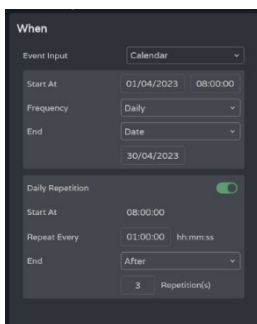 When
Event Input Calendar
Start At 01/04/2023 08:00:00
Frequency Daily
End Date
30/04/2023
Daily Repetition
Start At 08:00:00
Repeat Every 01:00:00 hh:mm:ss
End After
3 Repetition(s)